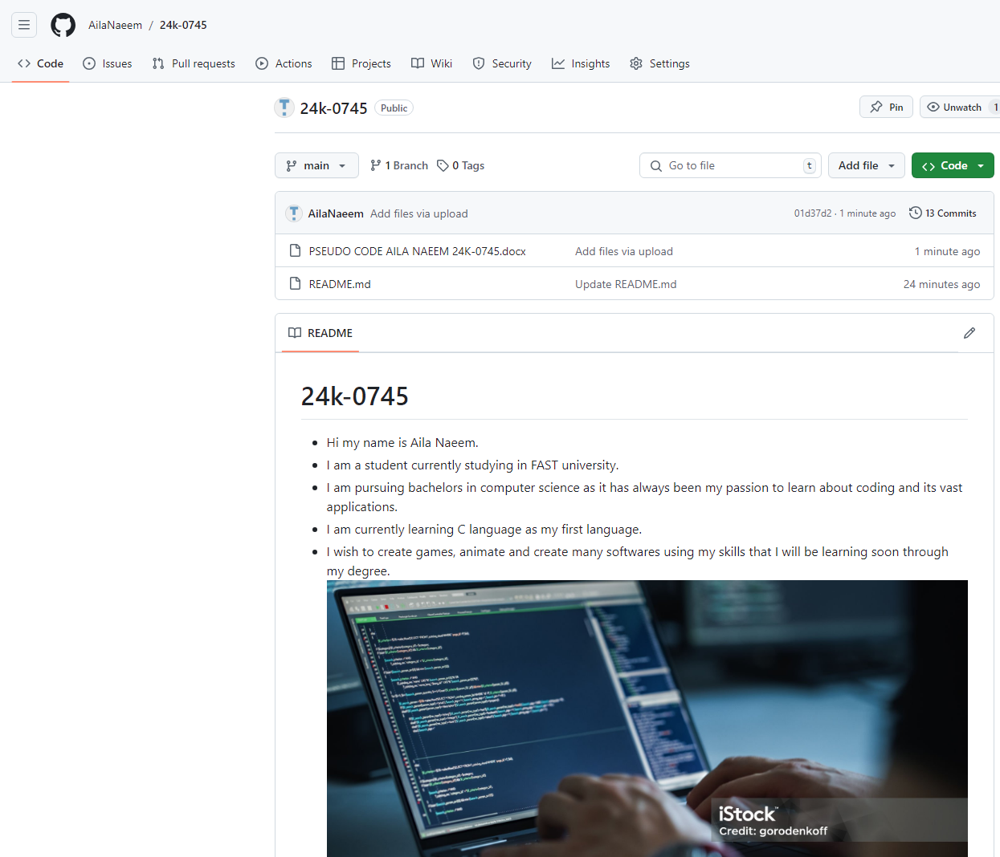 AilaNaeem / 24k-0745
Code Issues Pull requests Actions Projects Wiki Security Insights Settings
24k-0745 Public Pin Unwatch 1
main 1 Branch 0 Tags Go to file t Add file Code
AilaNaeem Add files via upload 01d37d2 · 1 minute ago 13 Commits
PSEUDO CODE AILA NAEEM 24K-0745.docx Add files via upload 1 minute ago
README.md Update README.md 24 minutes ago
README
24k-0745
Hi my name is Aila Naeem.
I am a student currently studying in FAST university.
I am pursuing bachelors in computer science as it has always been my passion to learn about coding and its vast
applications.
I am currently learning C language as my first language.
I wish to create games, animate and create many softwares using my skills that I will be learning soon through
my degree.
iStock™
Credit: gorodenkoff